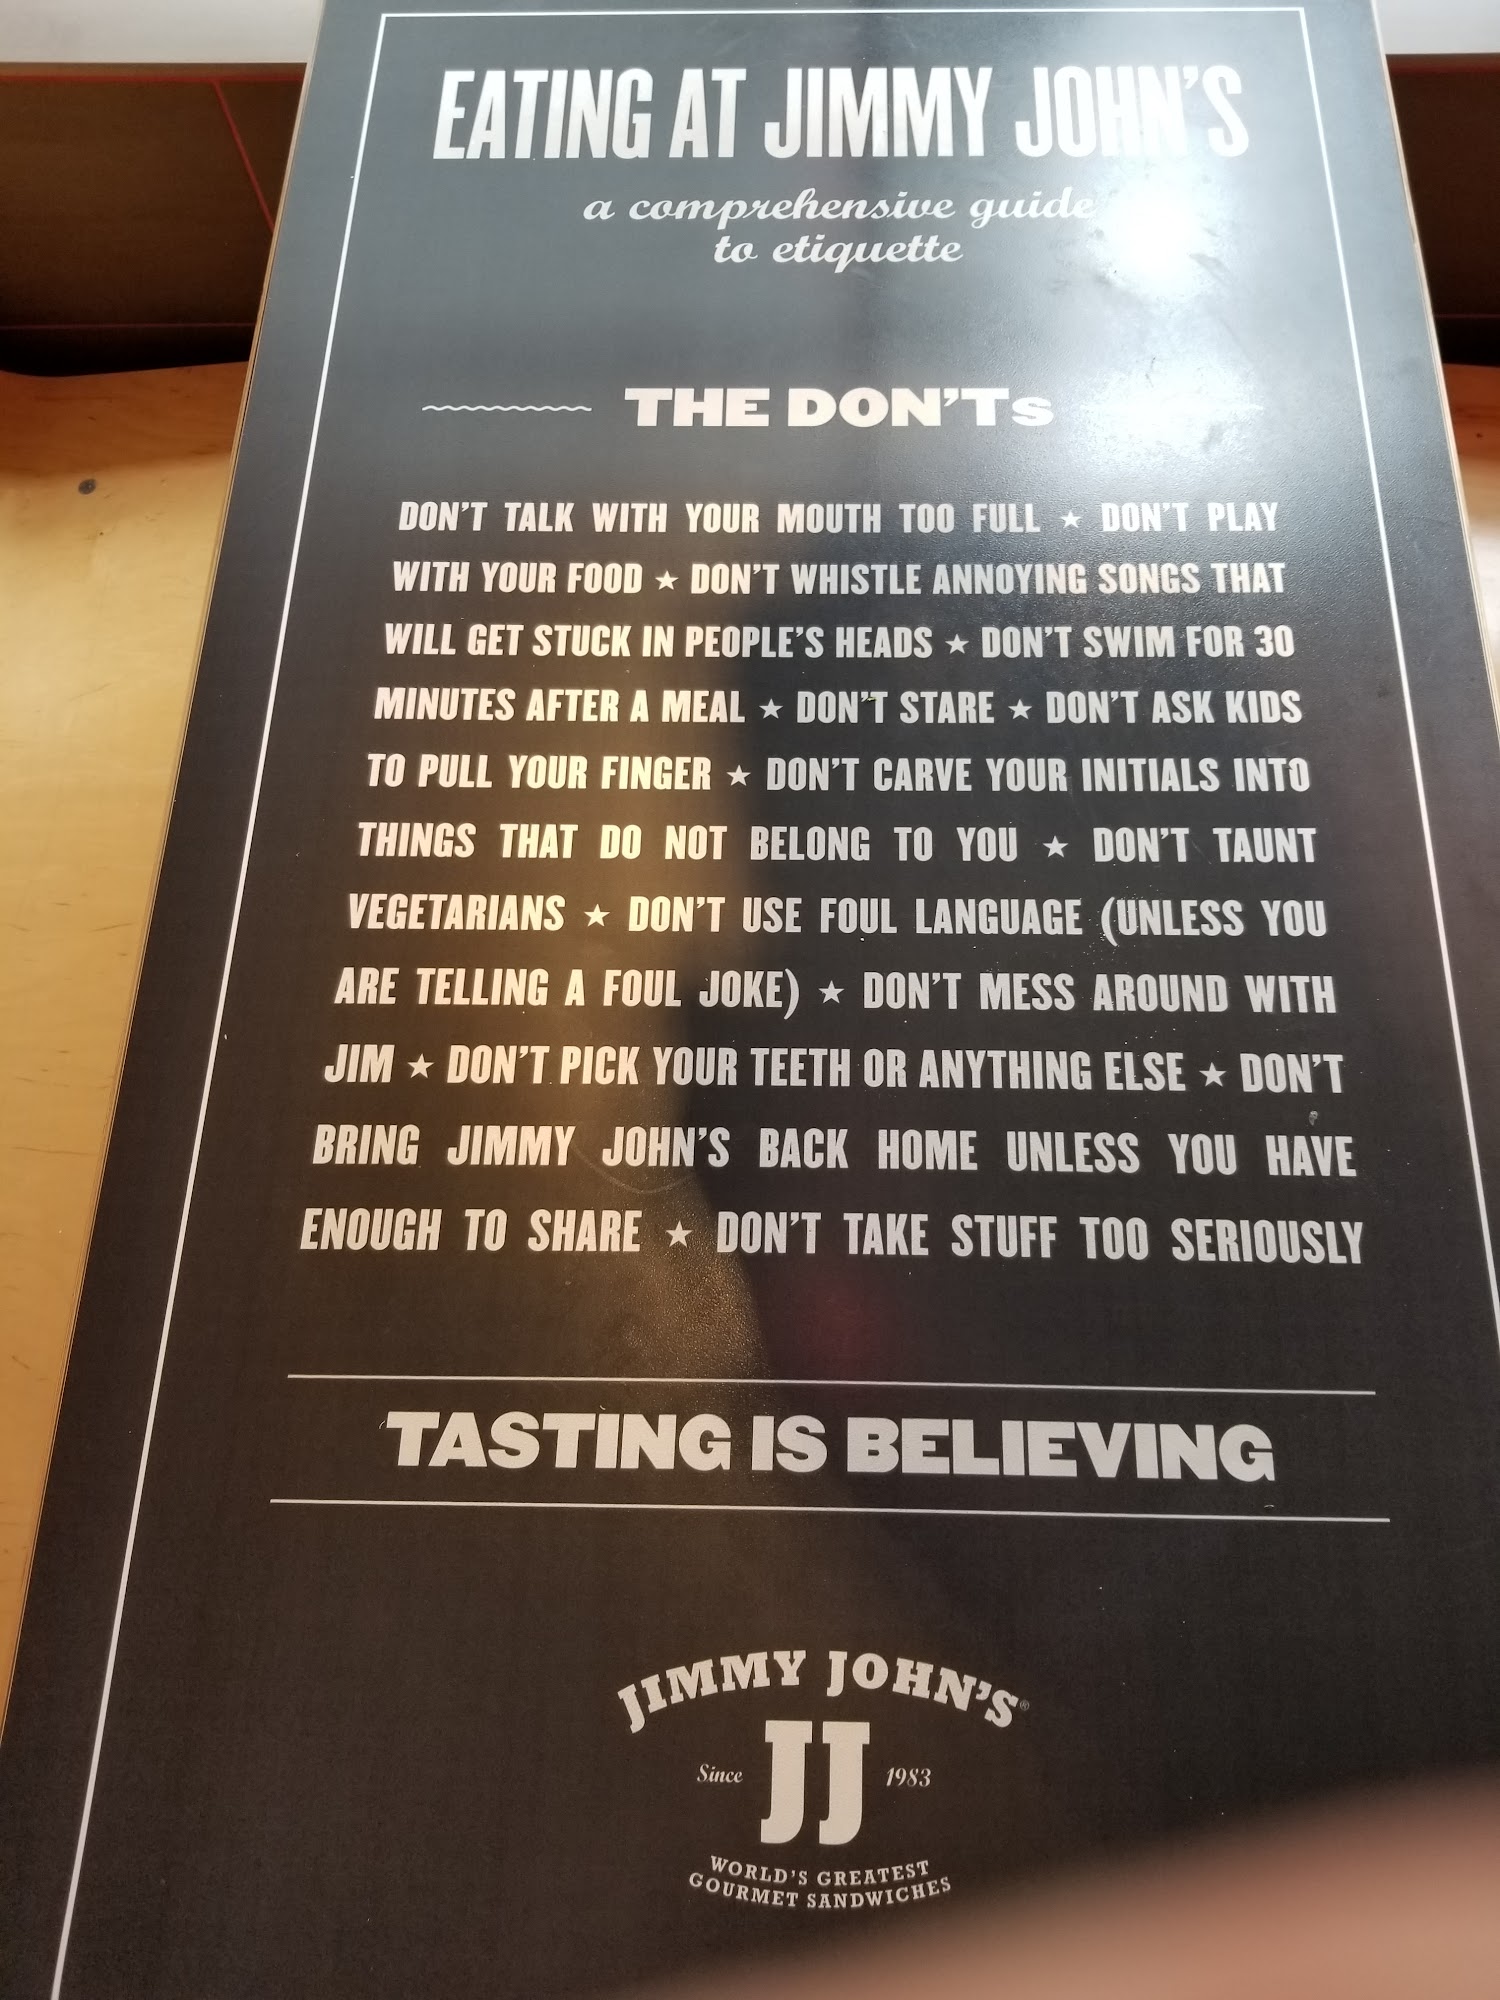 EATING AT JIMMY JOHN'S
a comprehensive guide
to etiquette
THE DON'Ts
DON'T TALK WITH YOUR MOUTH TOO FULL ★ DON'T PLAY
WITH YOUR FOOD ★ DON'T WHISTLE ANNOYING SONGS THAT
WILL GET STUCK IN PEOPLE'S HEADS ★ DON'T SWIM FOR 30
MINUTES AFTER A MEAL ★ DON'T STARE ★ DON'T ASK KIDS
TO PULL YOUR FINGER ★ DON'T CARVE YOUR INITIALS INTO
THINGS THAT DO NOT BELONG TO YOU ★ DON'T TAUNT
VEGETARIANS ★ DON'T USE FOUL LANGUAGE (UNLESS YOU
ARE TELLING A FOUL JOKE) ★ DON'T MESS AROUND WITH
JIM ★ DON'T PICK YOUR TEETH OR ANYTHING ELSE ★ DON'T
BRING JIMMY JOHN'S BACK HOME UNLESS YOU HAVE
ENOUGH TO SHARE ★ DON'T TAKE STUFF TOO SERIOUSLY
TASTING IS BELIEVING
JIMMY JOHN'S®
Since JJ 1983
WORLD'S GREATEST
GOURMET SANDWICHES